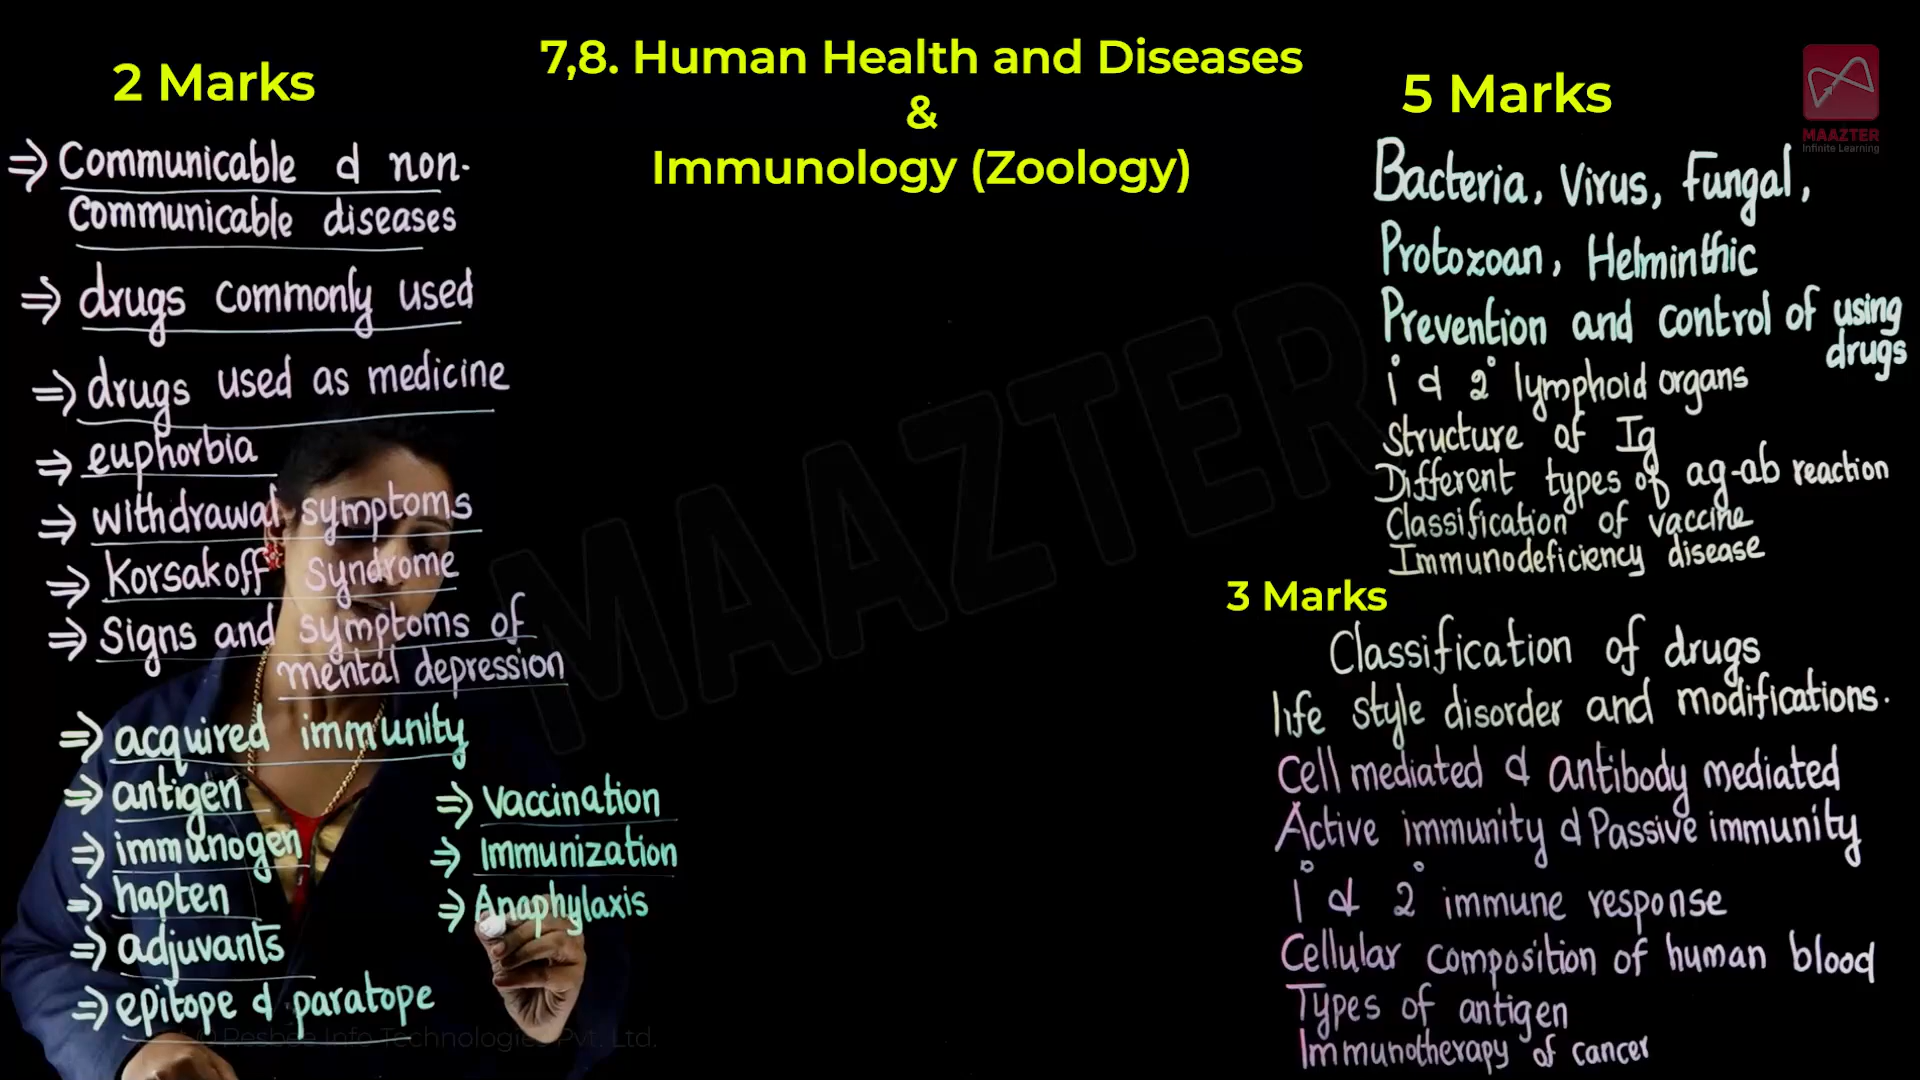 7,8. Human Health and Diseases
&
Immunology (Zoology)
2 Marks
⇒ Communicable & non-
communicable diseases
⇒ drugs commonly used
⇒ drugs used as medicine
⇒ euphorbia
⇒ withdrawal symptoms
⇒ Korsakoff Syndrome
⇒ Signs and symptoms of
mental depression
⇒ acquired immunity
⇒ antigen
⇒ immunogen
⇒ hapten
⇒ adjuvants
⇒ epitope & paratope
⇒ Vaccination
⇒ Immunization
⇒ Anaphylaxis
5 Marks
Bacteria, Virus, Fungal,
Protozoan, Helminthic
Prevention and control of using
drugs
1° & 2° lymphoid organs
Structure of Ig
Different types of ag-ab reaction
Classification of vaccine
Immunodeficiency disease
3 Marks
Classification of drugs
life style disorder and modifications.
Cell mediated & antibody mediated
Active immunity & Passive immunity
1° & 2° immune response
Cellular composition of human blood
Types of antigen
Immunotherapy of cancer
MAAZTER
Infinite Learning
MAAZTER
© Pesbee Info Technologies Pvt. Ltd.